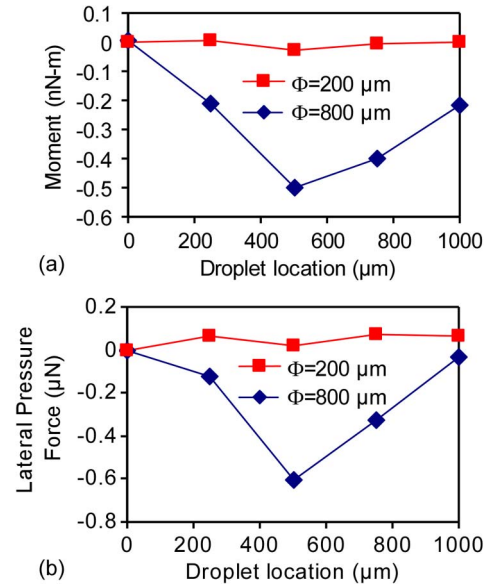 0.1
0
-0.1
-0.2
-0.3
-0.4
-0.5
-0.6
Moment (nN-m)
Φ=200 µm
Φ=800 µm
0 200 400 600 800 1000
(a) Droplet location (µm)
0.2
0
-0.2
-0.4
-0.6
-0.8
Lateral Pressure
Force (µN)
Φ=200 µm
Φ=800 µm
0 200 400 600 800 1000
(b) Droplet location (µm)